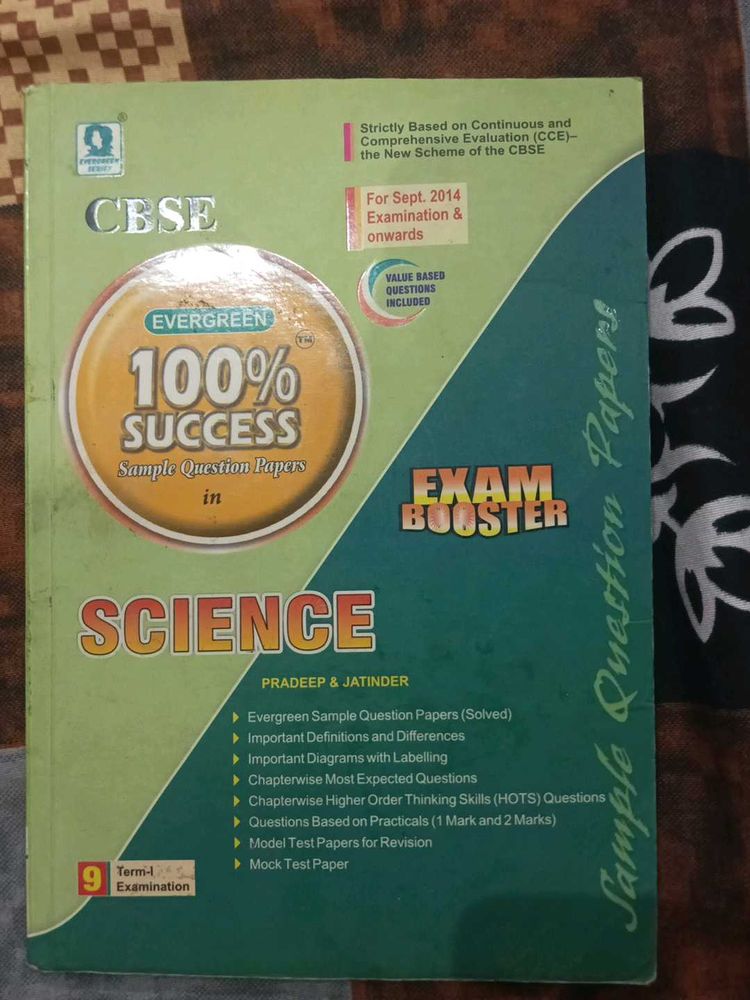 ®
EVERGREEN
SERIES
Strictly Based on Continuous and
Comprehensive Evaluation (CCE)–
the New Scheme of the CBSE
CBSE
For Sept. 2014
Examination &
onwards
VALUE BASED
QUESTIONS
INCLUDED
EVERGREEN
TM
100%
SUCCESS
Sample Question Papers
in
EXAM
BOOSTER
SCIENCE
PRADEEP & JATINDER
Evergreen Sample Question Papers (Solved)
Important Definitions and Differences
Important Diagrams with Labelling
Chapterwise Most Expected Questions
Chapterwise Higher Order Thinking Skills (HOTS) Questions
Questions Based on Practicals (1 Mark and 2 Marks)
Model Test Papers for Revision
Mock Test Paper
9 Term-I
Examination
Sample Question Papers